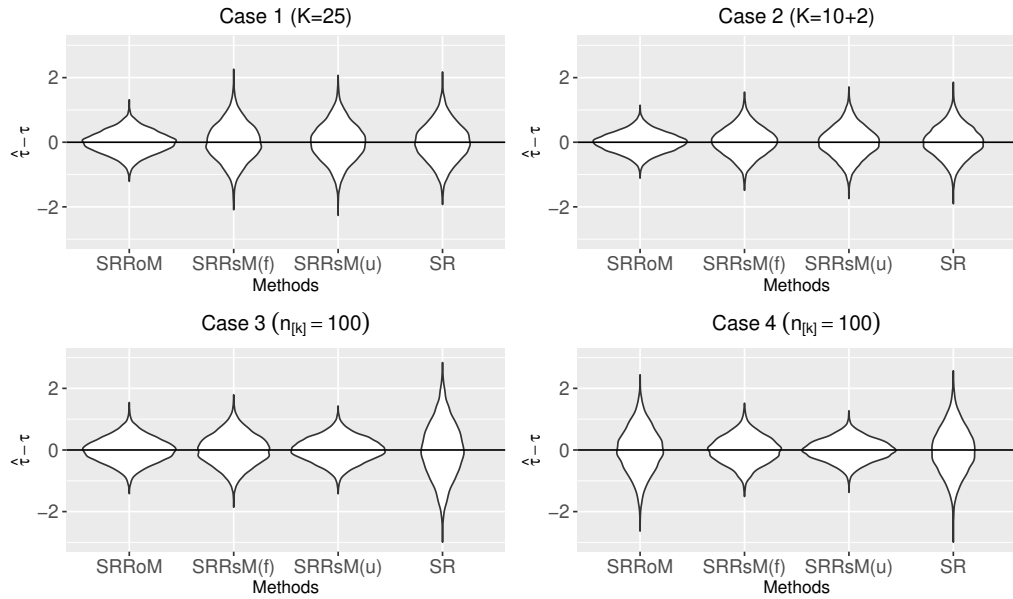 Case 1 (K=25)
Case 2 (K=10+2)
2
0
−2
τ̂ − τ
SRRoM SRRsM(f) SRRsM(u) SR
Methods
2
0
−2
τ̂ − τ
SRRoM SRRsM(f) SRRsM(u) SR
Methods
Case 3 (n[k] = 100)
Case 4 (n[k] = 100)
2
0
−2
τ̂ − τ
SRRoM SRRsM(f) SRRsM(u) SR
Methods
2
0
−2
τ̂ − τ
SRRoM SRRsM(f) SRRsM(u) SR
Methods